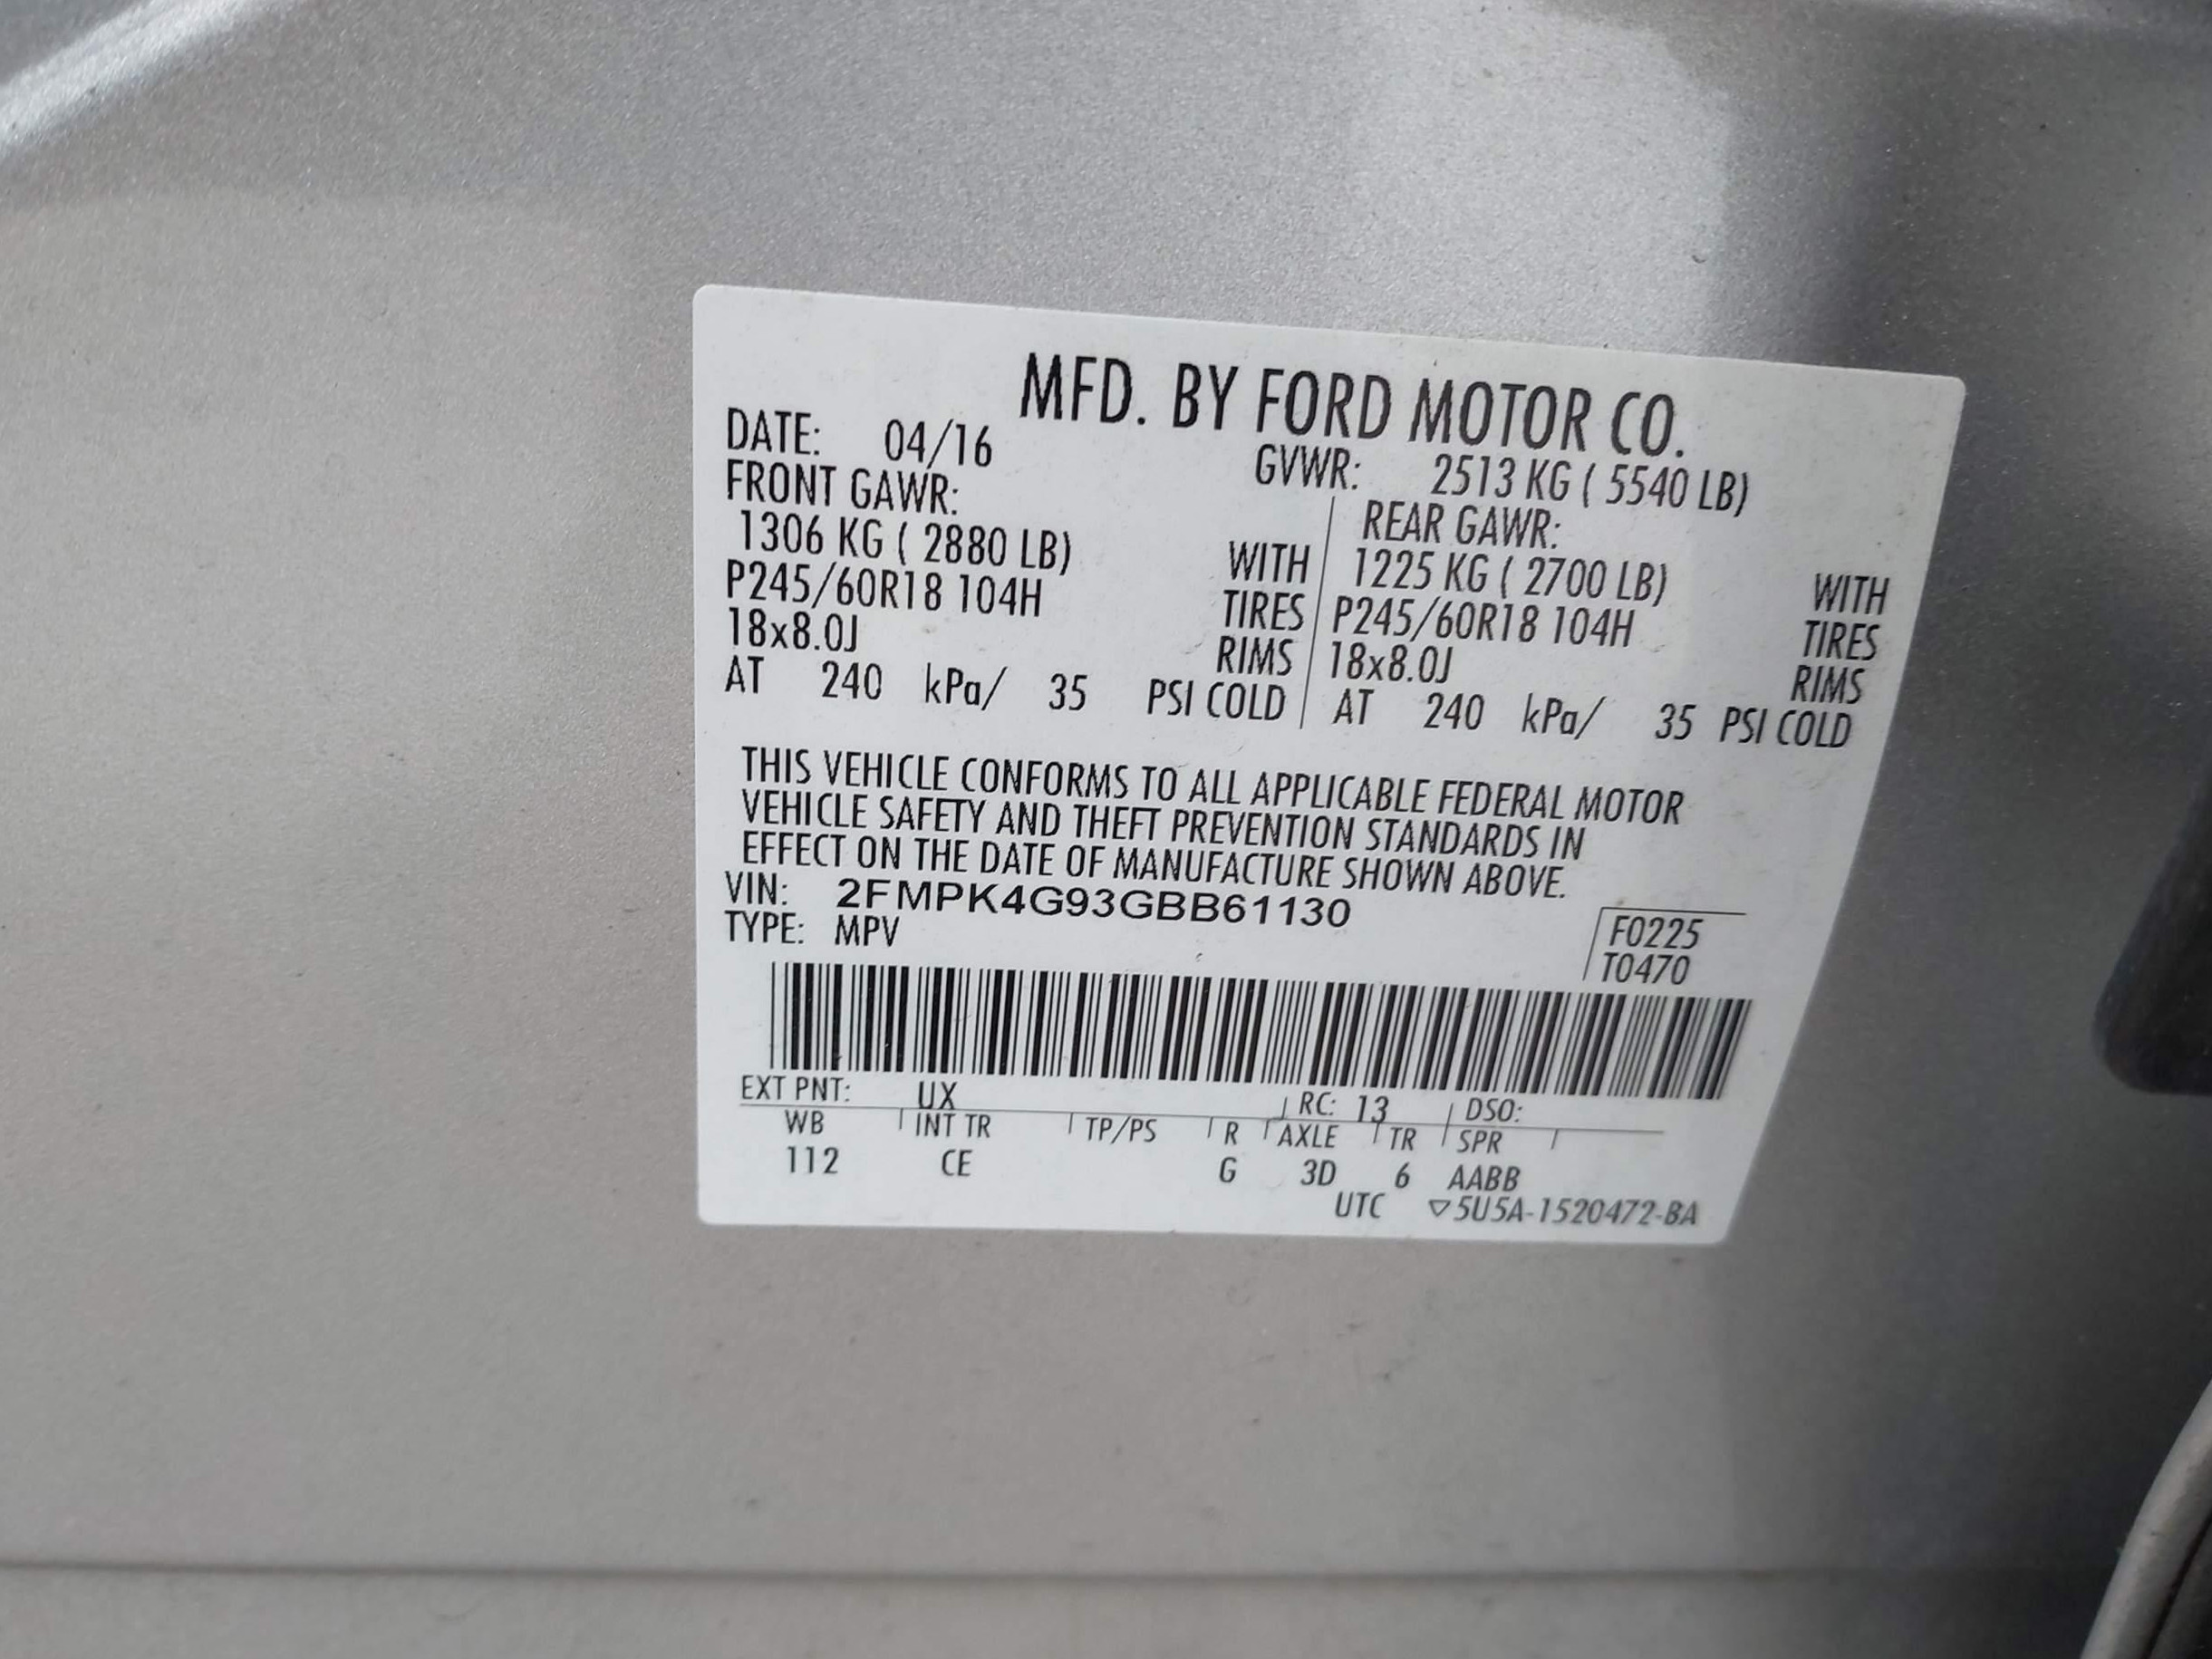 MFD. BY FORD MOTOR CO.
DATE: 04/16 GVWR: 2513 KG ( 5540 LB)
FRONT GAWR: REAR GAWR:
1306 KG ( 2880 LB) WITH 1225 KG ( 2700 LB) WITH
P245/60R18 104H TIRES P245/60R18 104H TIRES
18x8.0J RIMS 18x8.0J RIMS
AT 240 kPa/ 35 PSI COLD AT 240 kPa/ 35 PSI COLD
THIS VEHICLE CONFORMS TO ALL APPLICABLE FEDERAL MOTOR
VEHICLE SAFETY AND THEFT PREVENTION STANDARDS IN
EFFECT ON THE DATE OF MANUFACTURE SHOWN ABOVE.
VIN: 2FMPK4G93GBB61130
TYPE: MPV
F0225
T0470
EXT PNT: UX RC: 13 DSO:
WB INT TR TP/PS R AXLE TR SPR
112 CE G 3D 6 AABB
UTC ▽5U5A-1520472-BA